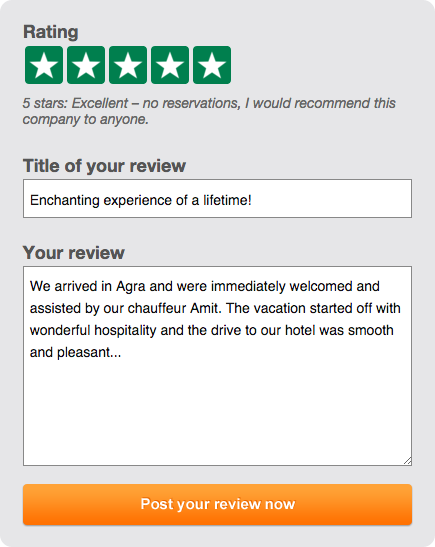 Rating
5 stars: Excellent – no reservations, I would recommend this
company to anyone.
Title of your review
Enchanting experience of a lifetime!
Your review
We arrived in Agra and were immediately welcomed and
assisted by our chauffeur Amit. The vacation started off with
wonderful hospitality and the drive to our hotel was smooth
and pleasant...
Post your review now